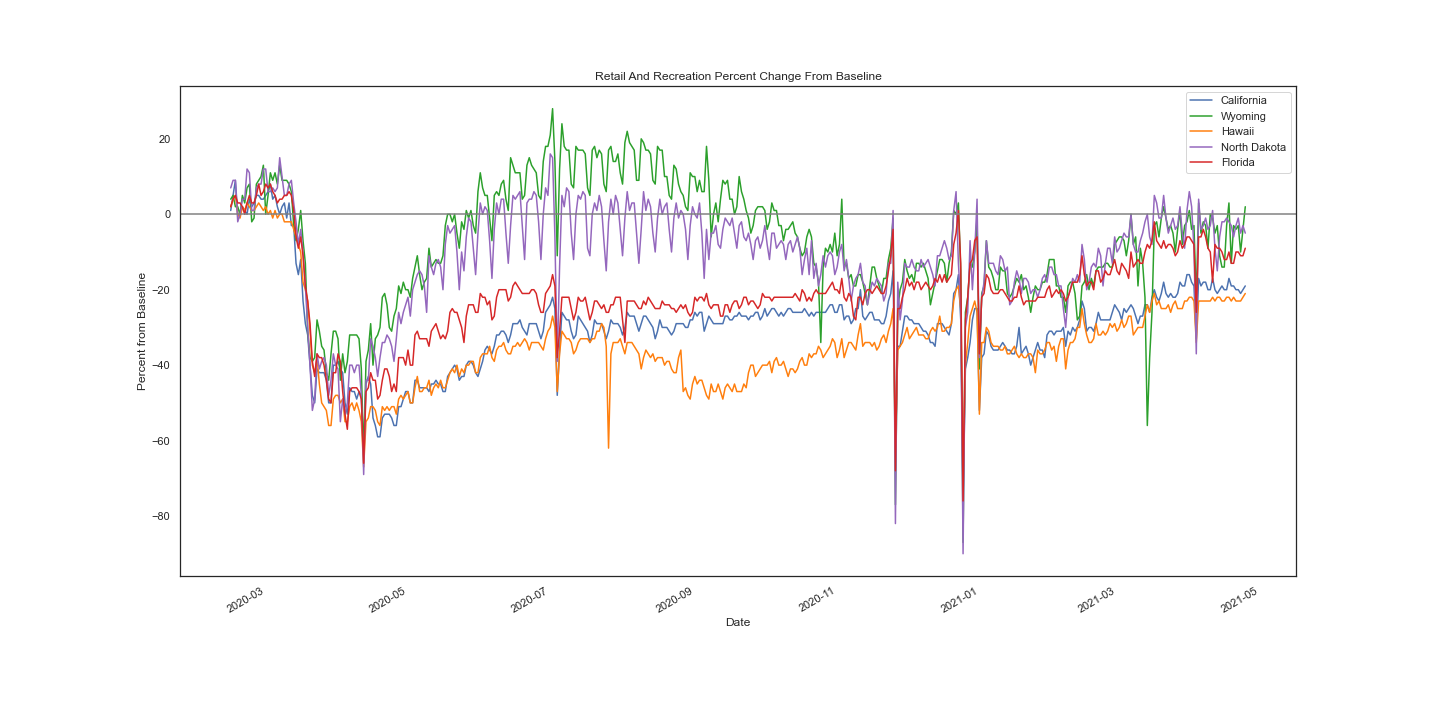 Retail And Recreation Percent Change From Baseline
California
Wyoming
Hawaii
North Dakota
Florida
20
0
−20
−40
−60
−80
Percent from Baseline
2020-03
2020-05
2020-07
2020-09
2020-11
2021-01
2021-03
2021-05
Date